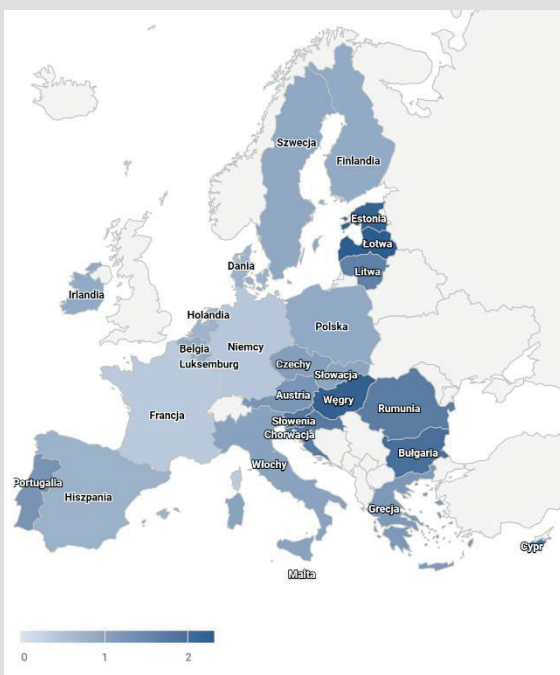 Szwecja
Finlandia
Estonia
Łotwa
Litwa
Dania
Irlandia
Holandia
Polska
Belgia
Niemcy
Luksemburg
Czechy
Słowacja
Austria
Węgry
Rumunia
Francja
Słowenia
Chorwacja
Bułgaria
Włochy
Portugalia
Hiszpania
Grecja
Cypr
Malta
0 1 2